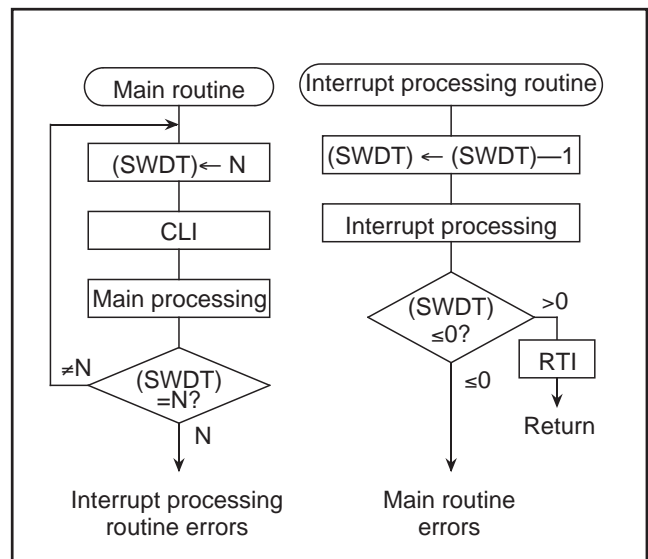 Main routine
(SWDT)← N
CLI
Main processing
≠N
(SWDT)
=N?
N
Interrupt processing
routine errors
Interrupt processing routine
(SWDT) ← (SWDT)—1
Interrupt processing
(SWDT)
≤0?
>0
RTI
Return
≤0
Main routine
errors